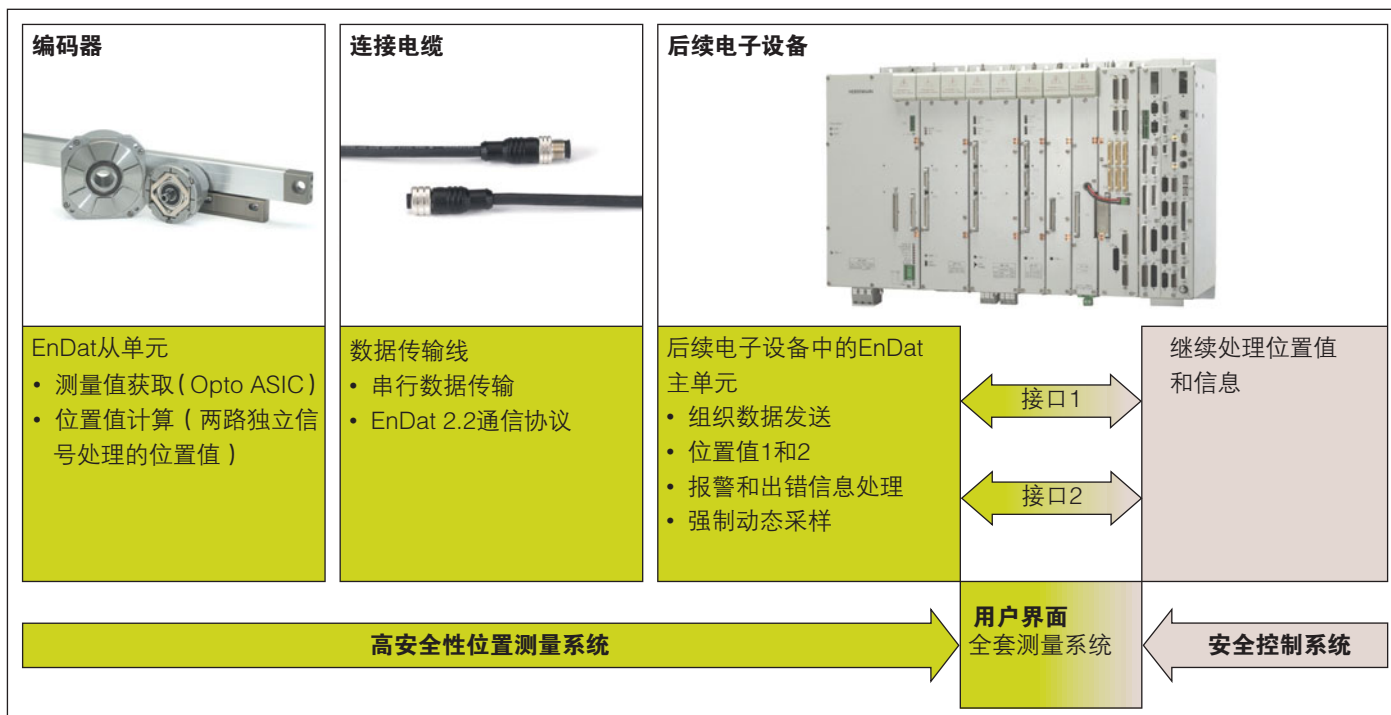 编码器
连接电缆
后续电子设备
EnDat从单元
• 测量值获取（Opto ASIC）
• 位置值计算（两路独立信
号处理的位置值）
数据传输线
• 串行数据传输
• EnDat 2.2通信协议
后续电子设备中的EnDat
主单元
• 组织数据发送
• 位置值1和2
• 报警和出错信息处理
• 强制动态采样
接口1
接口2
继续处理位置值
和信息
高安全性位置测量系统
用户界面
全套测量系统
安全控制系统